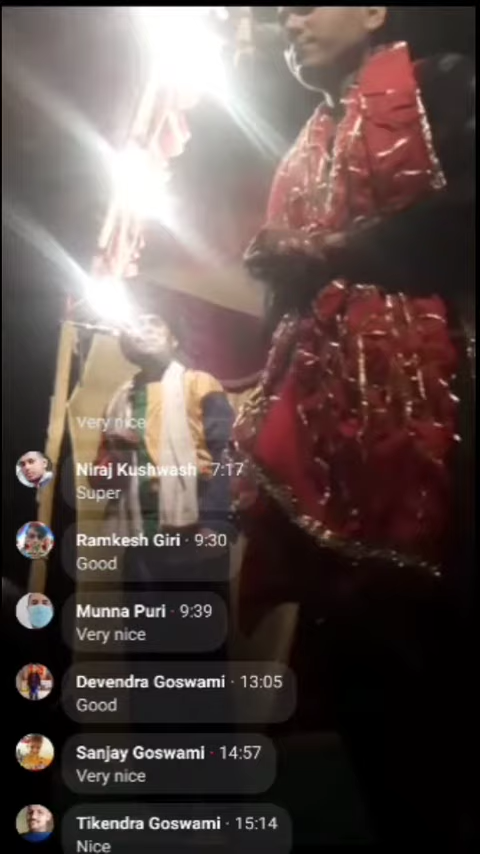 Very nice
Niraj Kushwash · 7:17
Super
Ramkesh Giri · 9:30
Good
Munna Puri · 9:39
Very nice
Devendra Goswami · 13:05
Good
Sanjay Goswami · 14:57
Very nice
Tikendra Goswami · 15:14
Nice